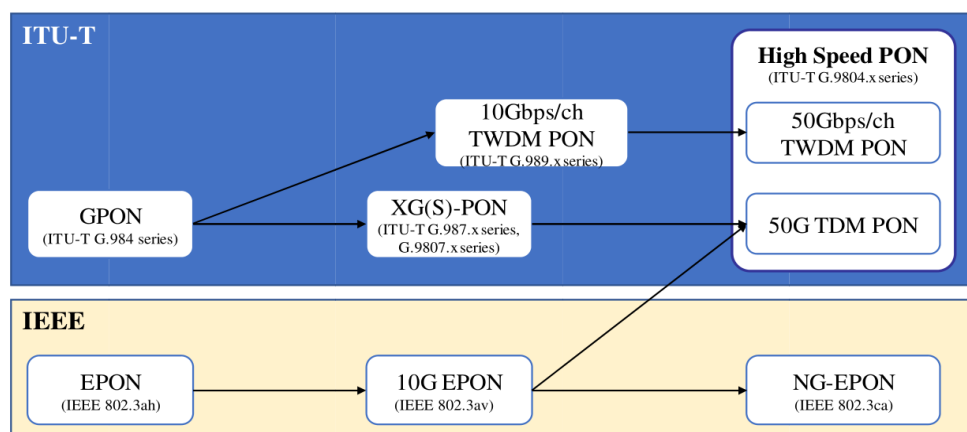 ITU-T
High Speed PON
(ITU-T G.9804.x series)
10Gbps/ch
TWDM PON
(ITU-T G.989.x series)
50Gbps/ch
TWDM PON
GPON
(ITU-T G.984 series)
XG(S)-PON
(ITU-T G.987.x series,
G.9807.x series)
50G TDM PON
IEEE
EPON
(IEEE 802.3ah)
10G EPON
(IEEE 802.3av)
NG-EPON
(IEEE 802.3ca)